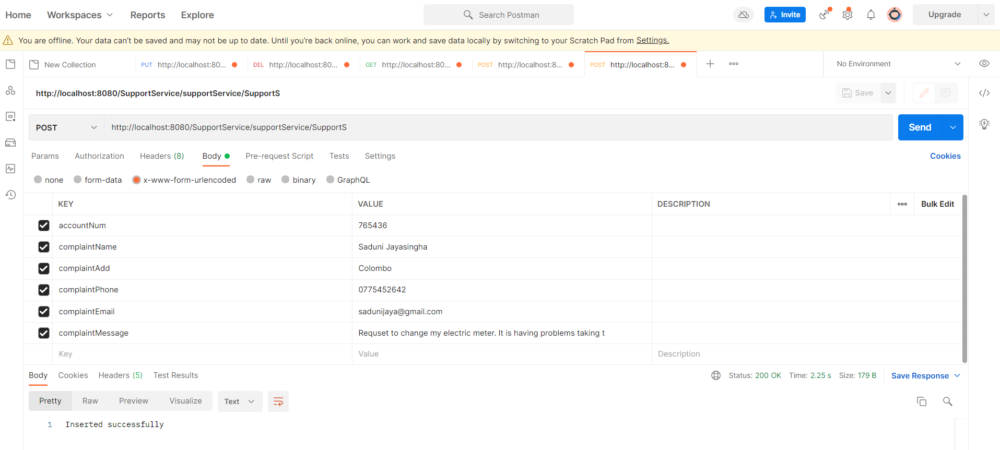 Home Workspaces Reports Explore Search Postman Invite Upgrade
You are offline. Your data can’t be saved and may not be up to date. Until you’re back online, you can work and save data locally by switching to your Scratch Pad from Settings.
New Collection PUT http://localhost:80... DEL http://localhost:80... GET http://localhost:80... POST http://localhost:8... POST http://localhost:8... No Environment
http://localhost:8080/SupportService/supportService/SupportS Save
POST http://localhost:8080/SupportService/supportService/SupportS Send
Params Authorization Headers (8) Body Pre-request Script Tests Settings Cookies
none form-data x-www-form-urlencoded raw binary GraphQL
KEY VALUE DESCRIPTION Bulk Edit
accountNum 765436
complaintName Saduni Jayasingha
complaintAdd Colombo
complaintPhone 0775452642
complaintEmail sadunijaya@gmail.com
complaintMessage Requset to change my electric meter. It is having problems taking t
Key Value Description
Body Cookies Headers (5) Test Results Status: 200 OK Time: 2.25 s Size: 179 B Save Response
Pretty Raw Preview Visualize Text
1 Inserted successfully